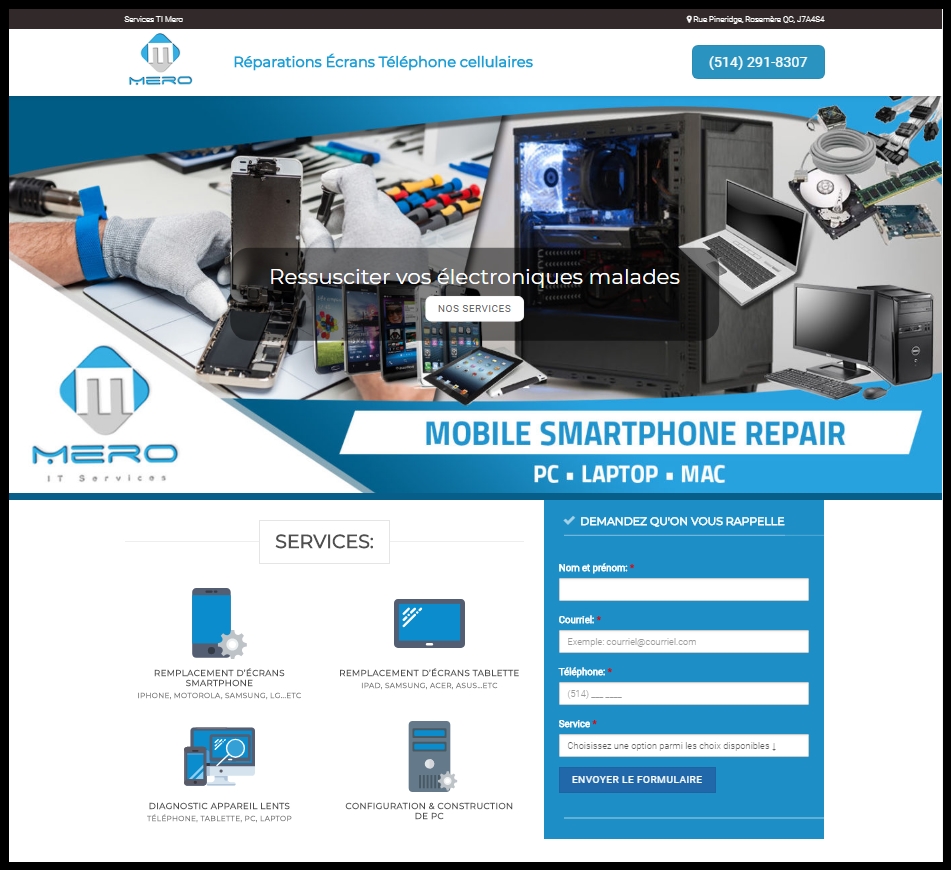 Services TI Mero
Rue Pineridge, Rosemère QC, J7A4S4
MERO
Réparations Écrans Téléphone cellulaires
(514) 291-8307
Ressusciter vos électroniques malades
NOS SERVICES
MERO
IT Services
MOBILE SMARTPHONE REPAIR
PC ▪ LAPTOP ▪ MAC
SERVICES:
REMPLACEMENT D'ÉCRANS
SMARTPHONE
IPHONE, MOTOROLA, SAMSUNG, LG...ETC
REMPLACEMENT D'ÉCRANS TABLETTE
IPAD, SAMSUNG, ACER, ASUS...ETC
DIAGNOSTIC APPAREIL LENTS
TÉLÉPHONE, TABLETTE, PC, LAPTOP
CONFIGURATION & CONSTRUCTION
DE PC
DEMANDEZ QU'ON VOUS RAPPELLE
Nom et prénom: *
Courriel: *
Exemple: courriel@courriel.com
Téléphone: *
(514) ___ ____
Service *
Choisissez une option parmi les choix disponibles ↓
ENVOYER LE FORMULAIRE